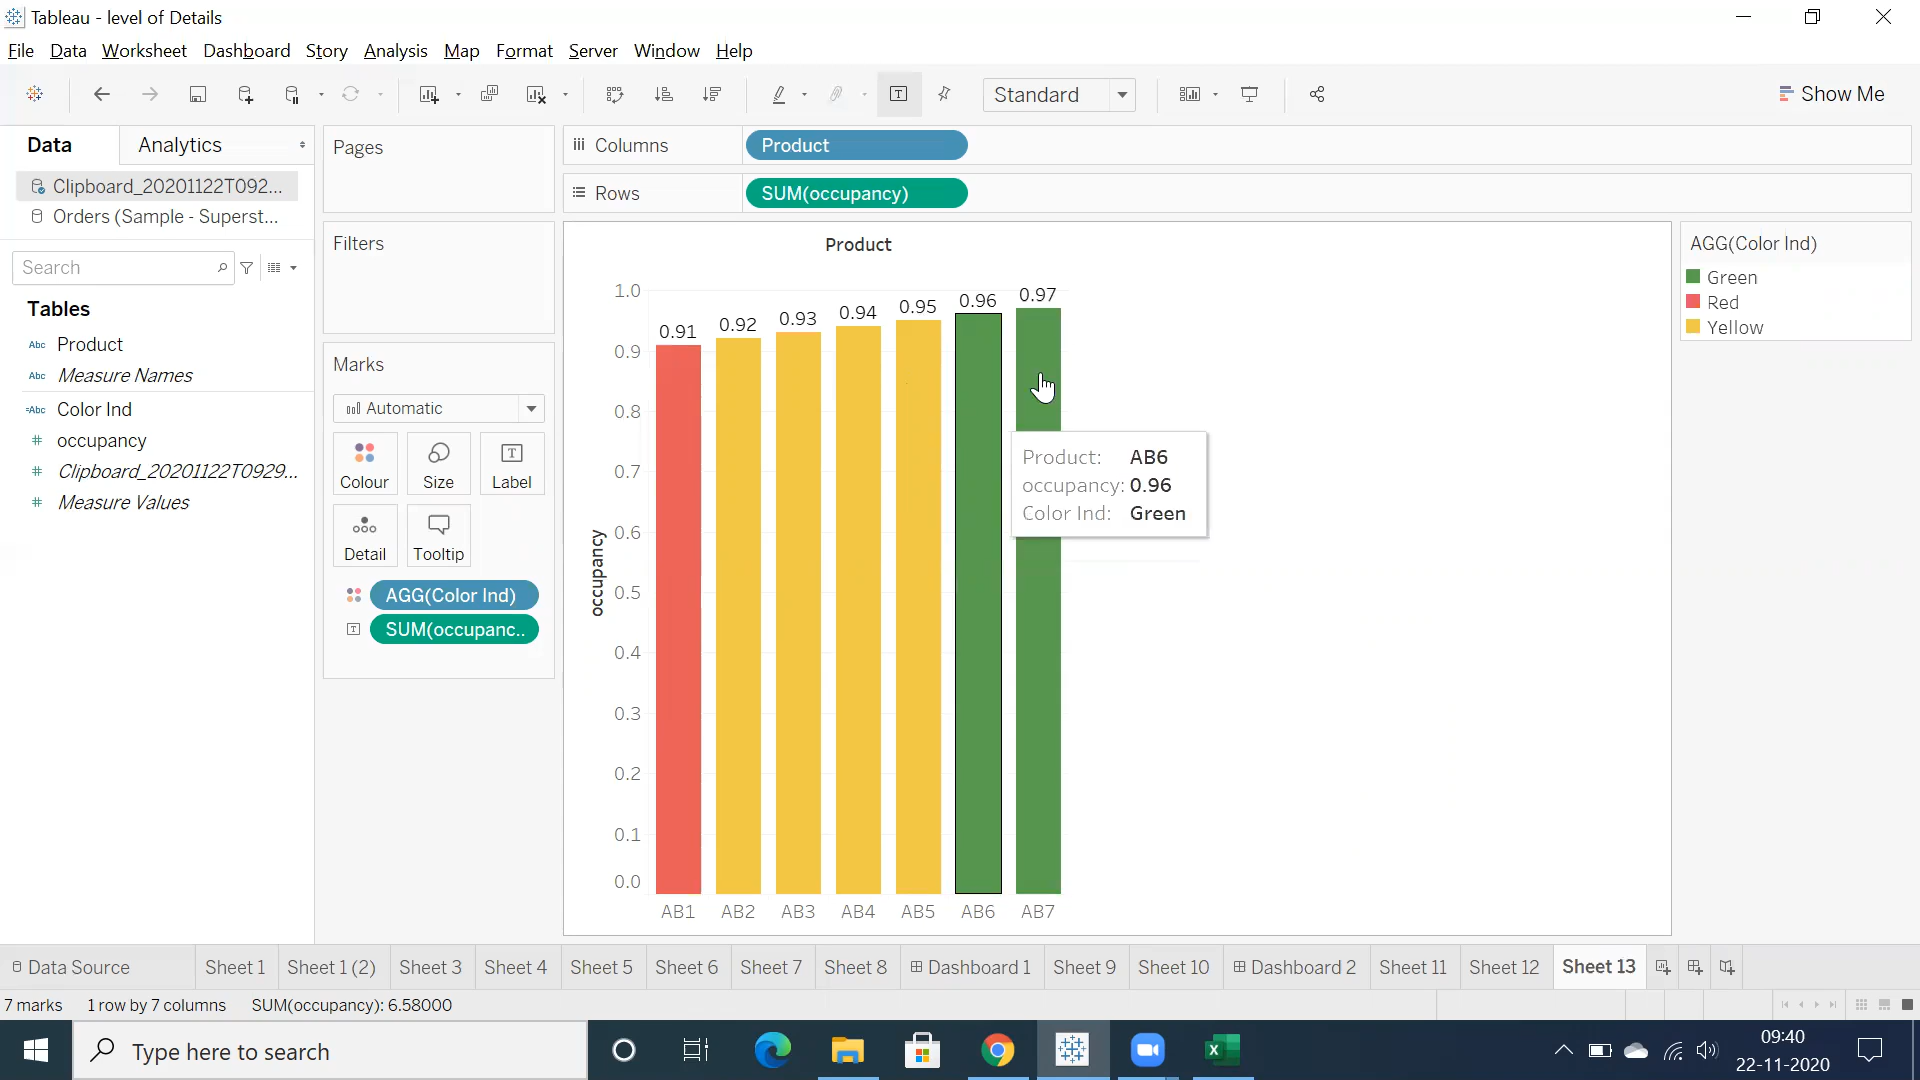 Tableau - level of Details
File Data Worksheet Dashboard Story Analysis Map Format Server Window Help
Standard
Show Me
Data
Analytics
Clipboard_20201122T092...
Orders (Sample - Superst...
Search
Tables
Abc Product
Abc Measure Names
=Abc Color Ind
# occupancy
# Clipboard_20201122T0929...
# Measure Values
Pages
Filters
Marks
Automatic
Colour
Size
Label
Detail
Tooltip
AGG(Color Ind)
SUM(occupanc..
Columns
Product
Rows
SUM(occupancy)
Product
occupancy
1.0
0.9
0.8
0.7
0.6
0.5
0.4
0.3
0.2
0.1
0.0
0.91
0.92
0.93
0.94
0.95
0.96
0.97
AB1 AB2 AB3 AB4 AB5 AB6 AB7
Product: AB6
occupancy: 0.96
Color Ind: Green
AGG(Color Ind)
Green
Red
Yellow
Data Source Sheet 1 Sheet 1 (2) Sheet 3 Sheet 4 Sheet 5 Sheet 6 Sheet 7 Sheet 8 Dashboard 1 Sheet 9 Sheet 10 Dashboard 2 Sheet 11 Sheet 12 Sheet 13
7 marks 1 row by 7 columns SUM(occupancy): 6.58000
Type here to search
09:40
22-11-2020